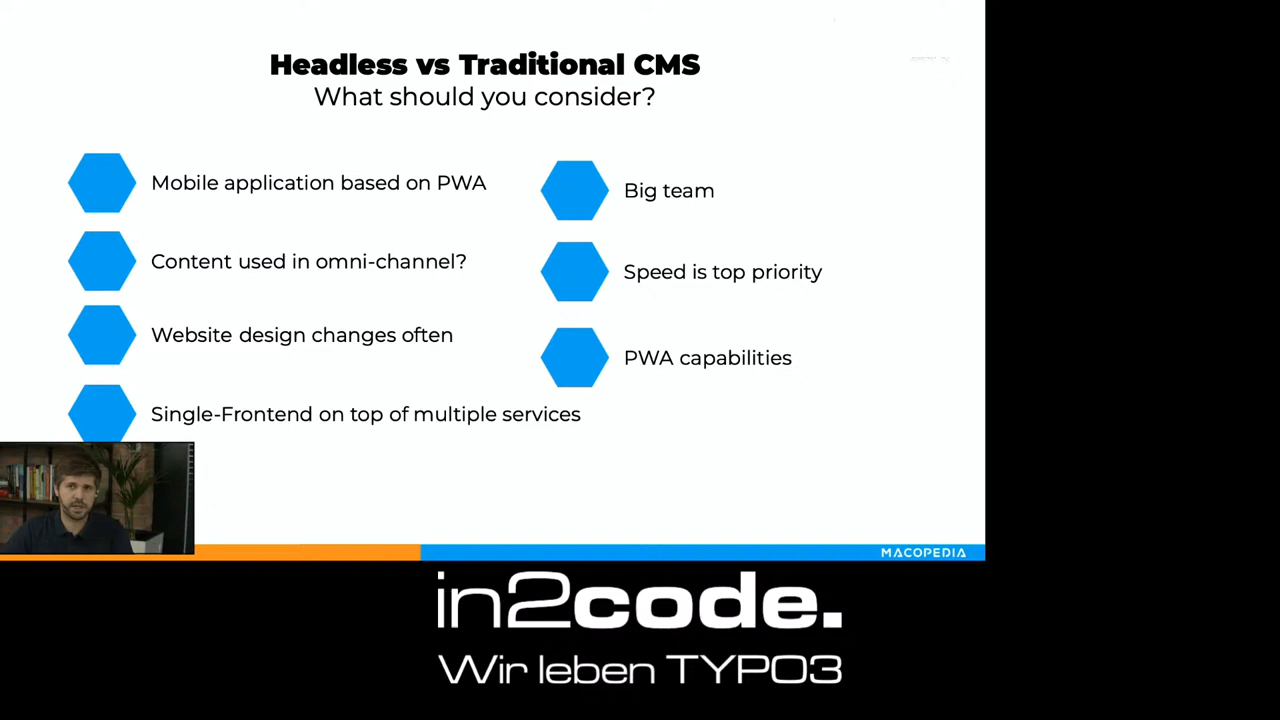 Headless vs Traditional CMS
What should you consider?
Mobile application based on PWA
Content used in omni-channel?
Website design changes often
Single-Frontend on top of multiple services
Big team
Speed is top priority
PWA capabilities
MACOPEDIA
in2code.
Wir leben TYPO3